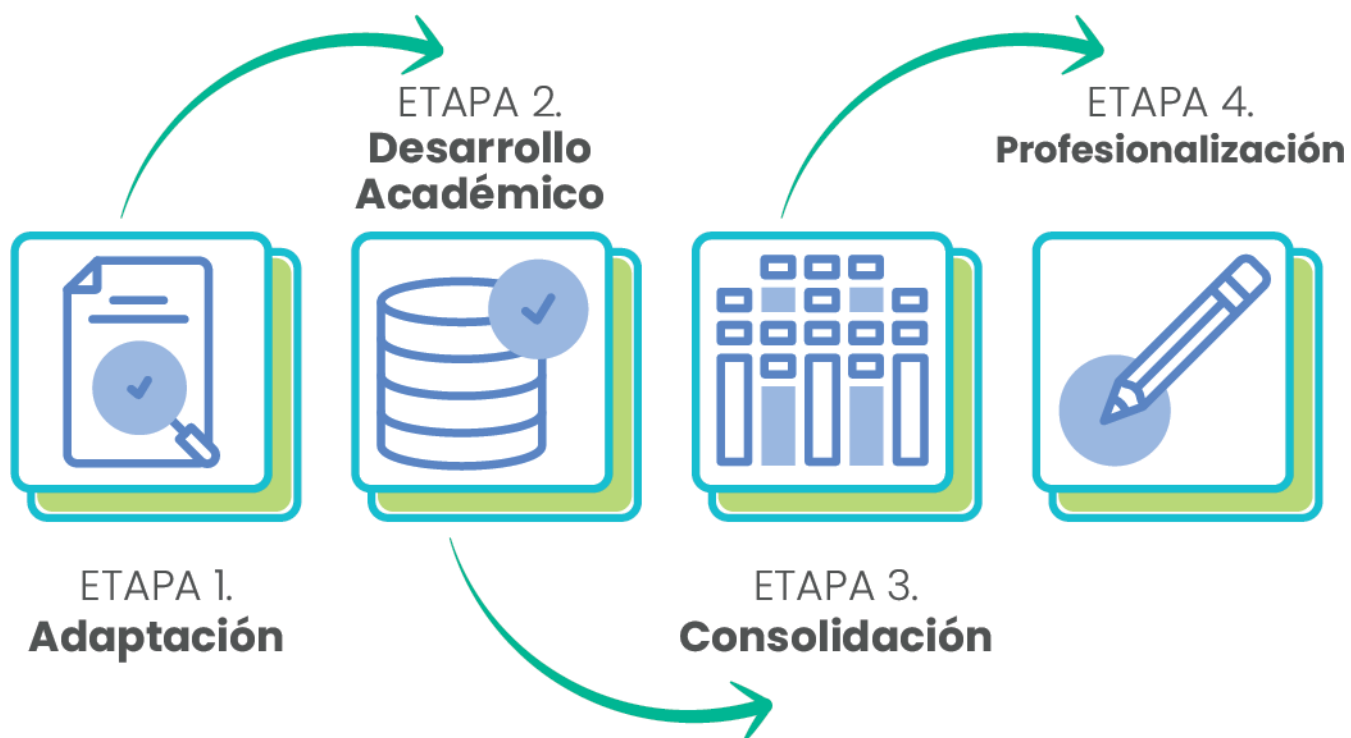 ETAPA 1.
Adaptación
ETAPA 2.
Desarrollo
Académico
ETAPA 3.
Consolidación
ETAPA 4.
Profesionalización